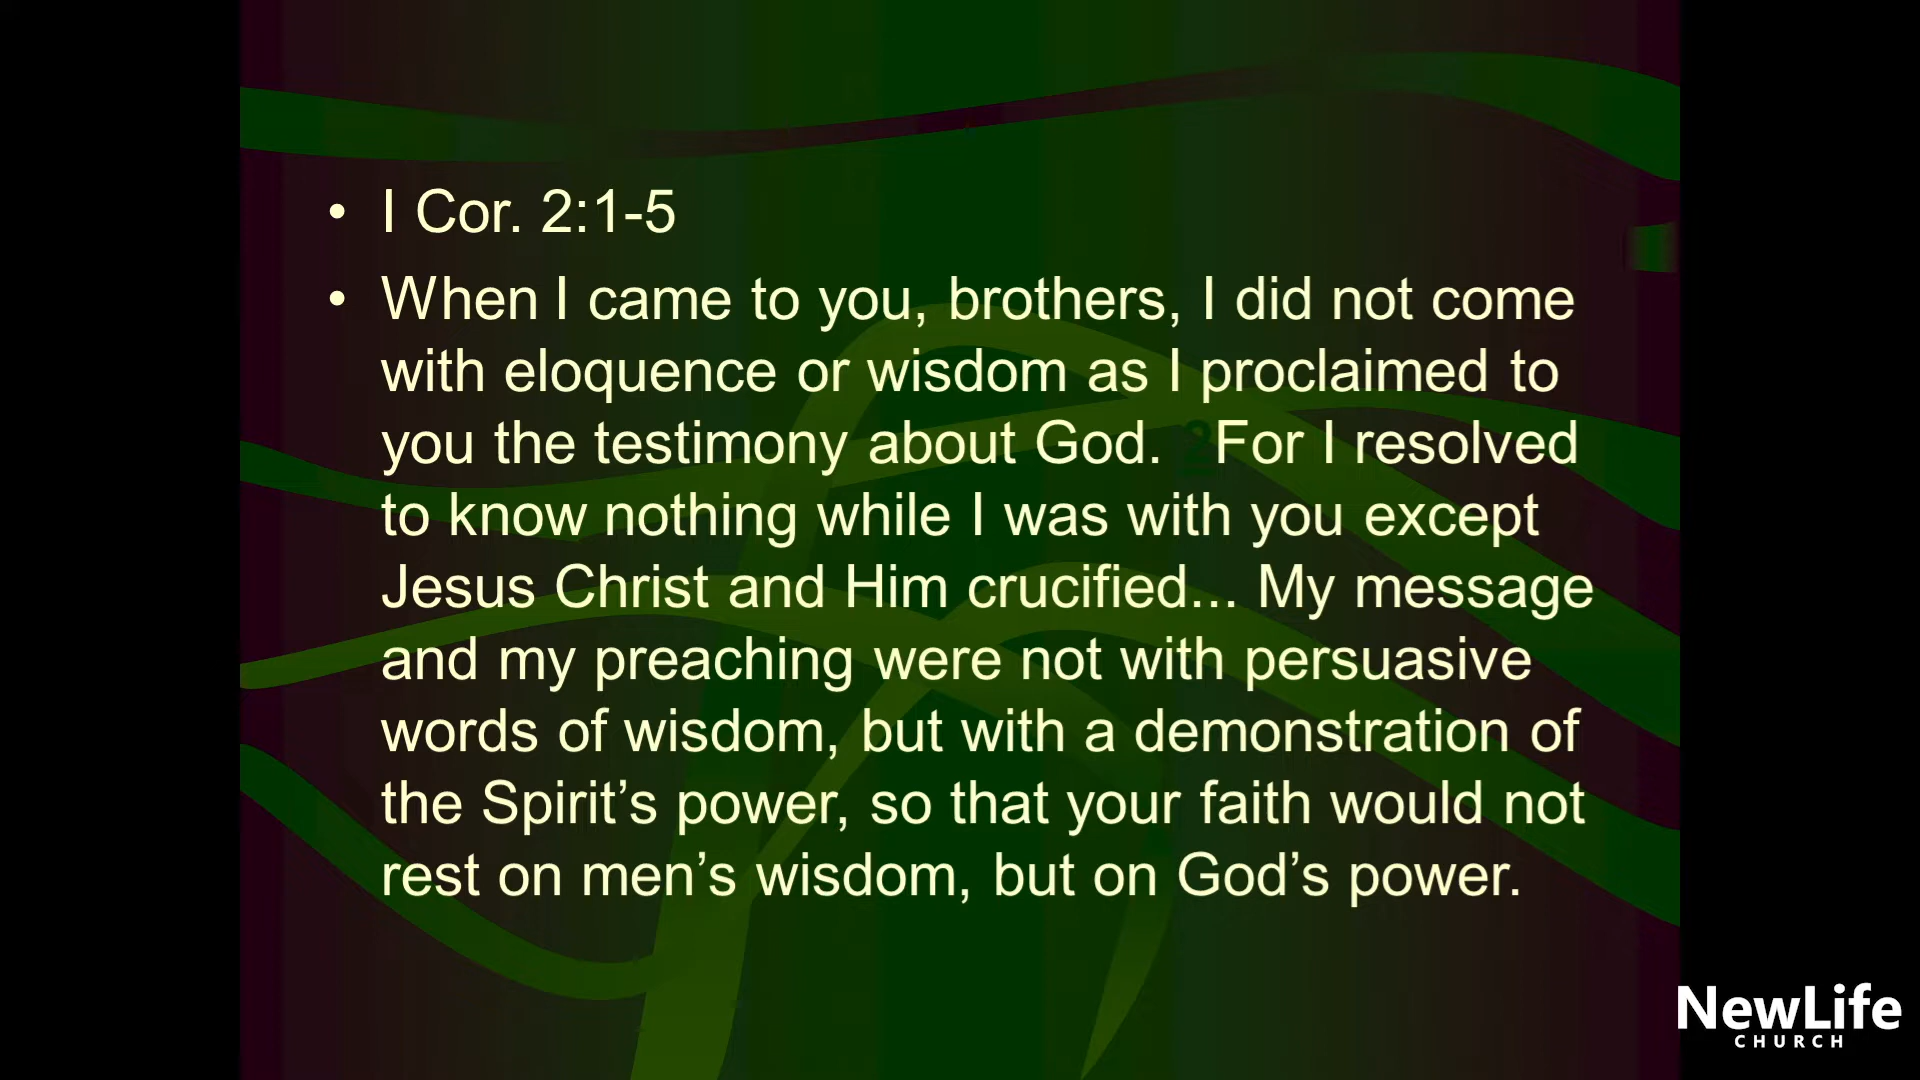 • I Cor. 2:1-5
• When I came to you, brothers, I did not come
with eloquence or wisdom as I proclaimed to
you the testimony about God. 2 For I resolved
to know nothing while I was with you except
Jesus Christ and Him crucified... My message
and my preaching were not with persuasive
words of wisdom, but with a demonstration of
the Spirit’s power, so that your faith would not
rest on men’s wisdom, but on God’s power.
NewLife
CHURCH